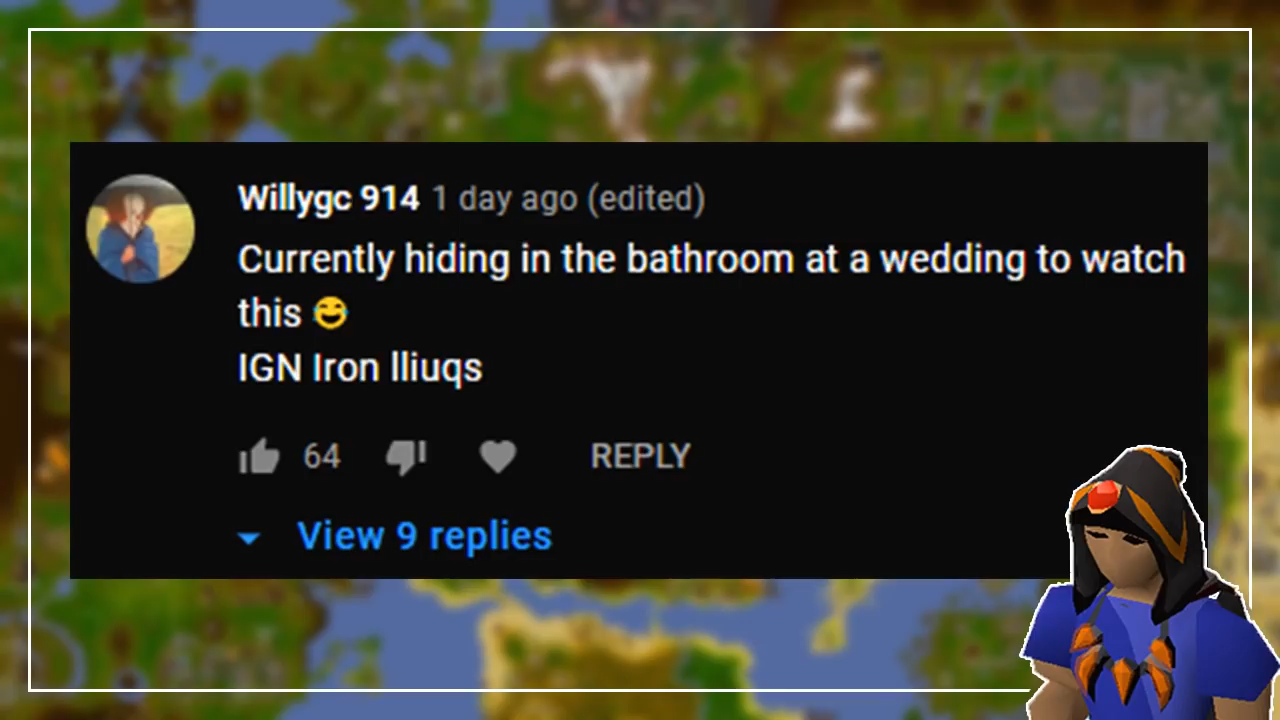 Willygc 914 1 day ago (edited)
Currently hiding in the bathroom at a wedding to watch
this 😂
IGN Iron lliuqs
64 REPLY
View 9 replies